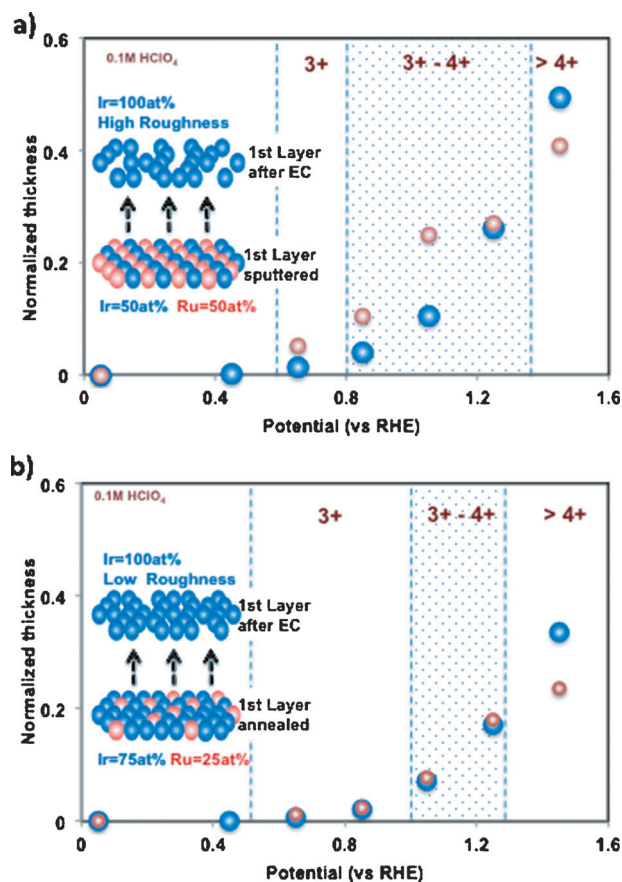 a)
0.6
0.1M HClO₄
3+
3+ - 4+
> 4+
Ir=100at%
High Roughness
1st Layer
after EC
0.4
Normalized thickness
1st Layer
sputtered
0.2
Ir=50at% Ru=50at%
0
0 0.4 0.8 1.2 1.6
Potential (vs RHE)
b)
0.6
0.1M HClO₄
3+
3+ - 4+
> 4+
Ir=100at%
Low Roughness
1st Layer
after EC
0.4
Normalized thickness
1st Layer
annealed
0.2
Ir=75at% Ru=25at%
0
0 0.4 0.8 1.2 1.6
Potential (vs RHE)